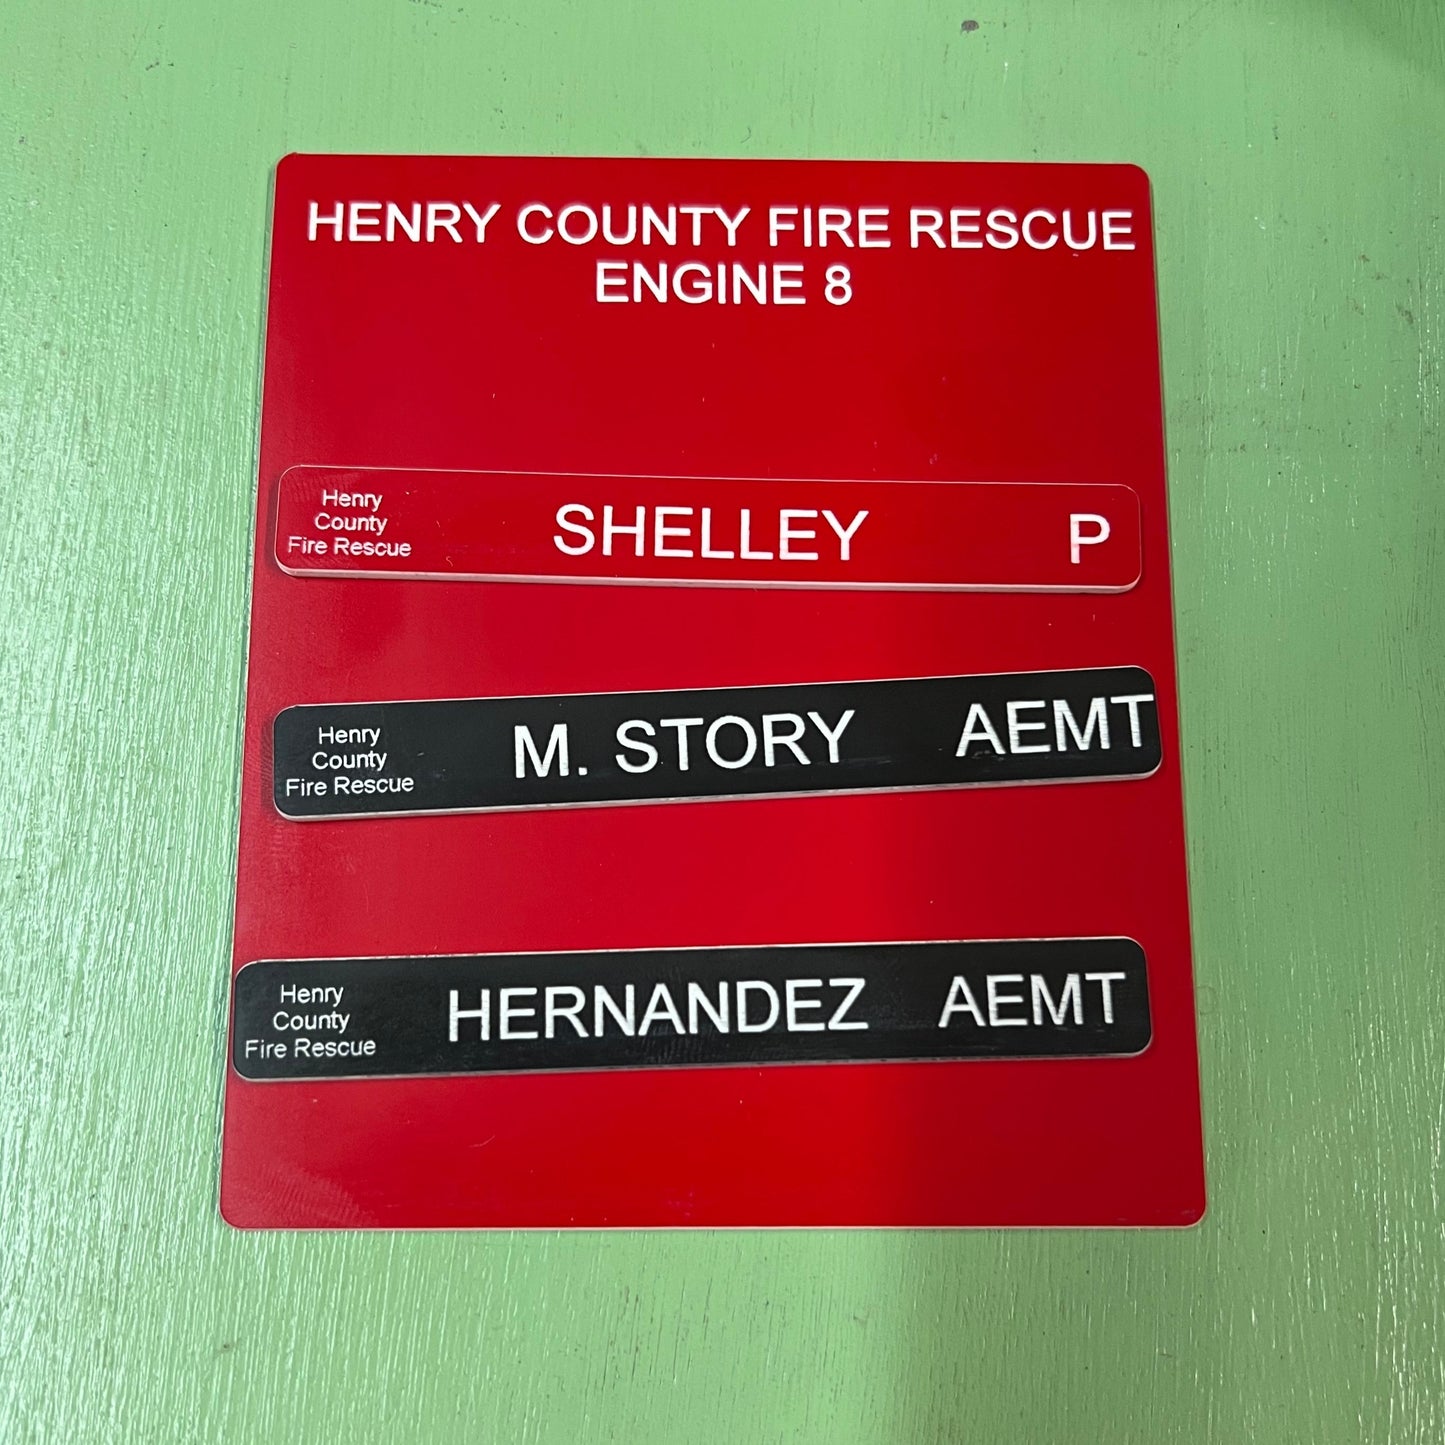 HENRY COUNTY FIRE RESCUE
ENGINE 8
Henry
County
Fire Rescue
SHELLEY
P
Henry
County
Fire Rescue
M. STORY
AEMT
Henry
County
Fire Rescue
HERNANDEZ
AEMT